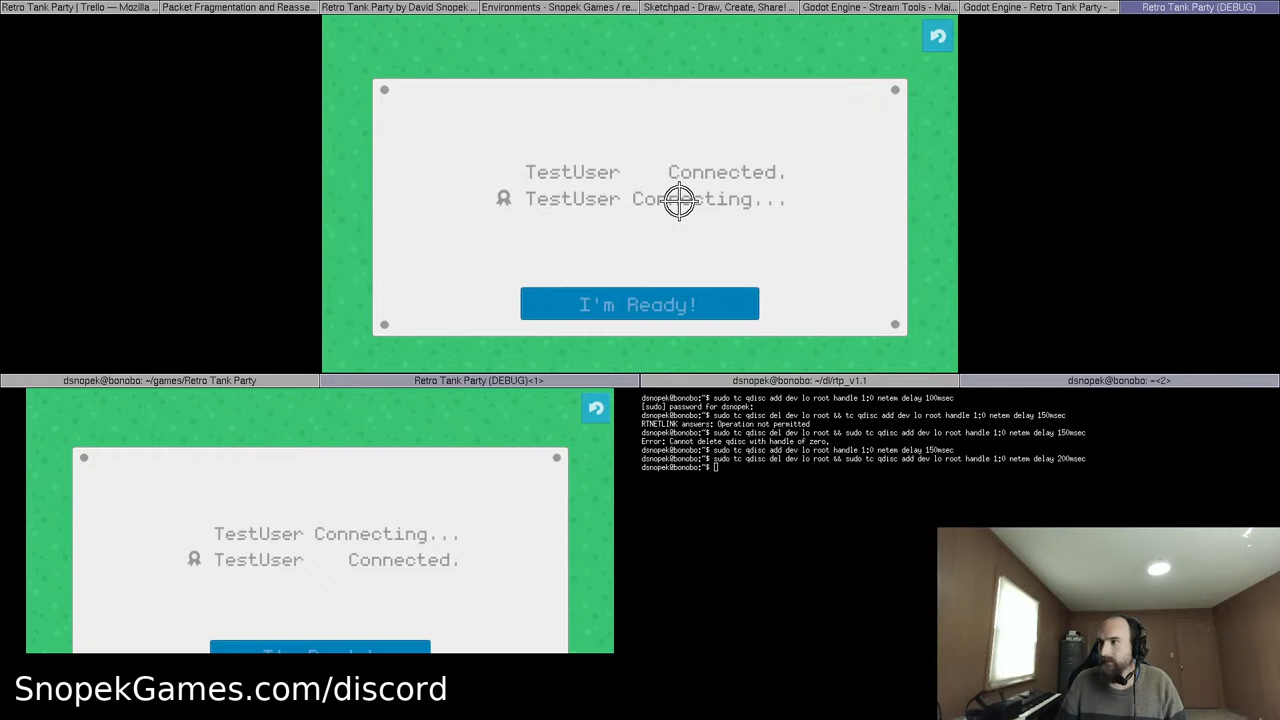 Retro Tank Party | Trello — Mozilla ...
Packet Fragmentation and Reasse...
Retro Tank Party by David Snopek ...
Environments · Snopek Games / re...
Sketchpad - Draw, Create, Share! ...
Godot Engine - Stream Tools - Mai...
Godot Engine - Retro Tank Party - ...
Retro Tank Party (DEBUG)
TestUser Connected.
TestUser Connecting...
I'm Ready!
dsnopek@bonobo: ~/games/Retro Tank Party
Retro Tank Party (DEBUG)<1>
dsnopek@bonobo: ~/dl/rtp_v1.1
dsnopek@bonobo: ~<2>
TestUser Connecting...
TestUser Connected.
dsnopek@bonobo:~$ sudo tc qdisc add dev lo root handle 1:0 netem delay 100msec
[sudo] password for dsnopek:
dsnopek@bonobo:~$ sudo tc qdisc del dev lo root && tc qdisc add dev lo root handle 1:0 netem delay 150msec
RTNETLINK answers: Operation not permitted
dsnopek@bonobo:~$ sudo tc qdisc del dev lo root && sudo tc qdisc add dev lo root handle 1:0 netem delay 150msec
Error: Cannot delete qdisc with handle of zero.
dsnopek@bonobo:~$ sudo tc qdisc add dev lo root handle 1:0 netem delay 150msec
dsnopek@bonobo:~$ sudo tc qdisc del dev lo root && sudo tc qdisc add dev lo root handle 1:0 netem delay 200msec
dsnopek@bonobo:~$
SnopekGames.com/discord